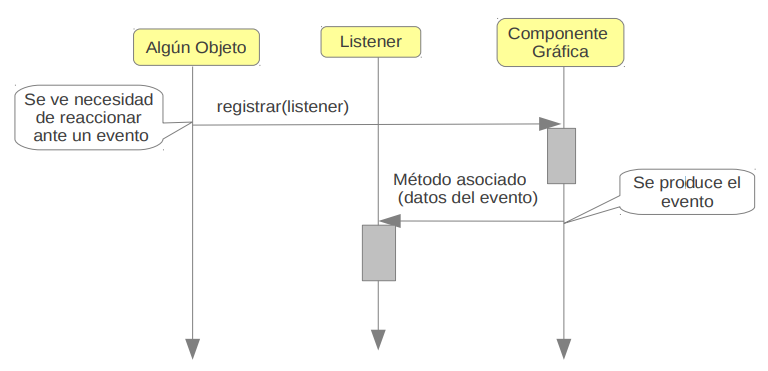 Algún Objeto
Listener
Componente
Gráfica
Se ve necesidad
de reaccionar
ante un evento
registrar(listener)
Método asociado
(datos del evento)
Se produce el
evento